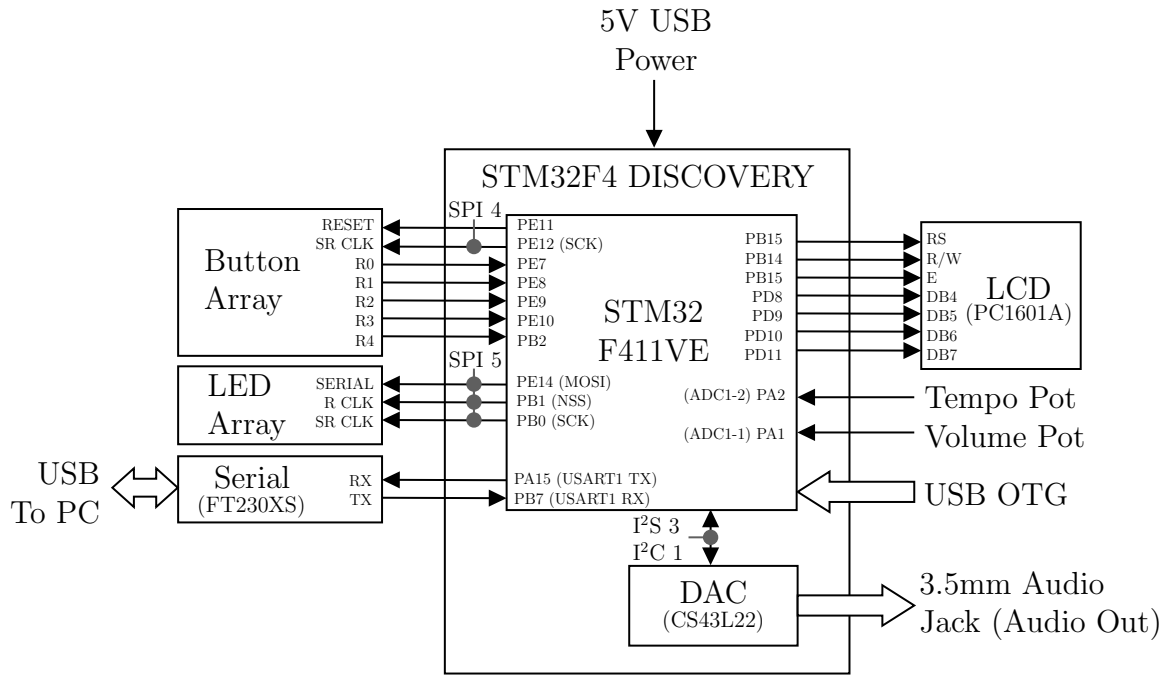 5V USB
Power
STM32F4 DISCOVERY
SPI 4
Button
Array
RESET
SR CLK
R0
R1
R2
R3
R4
PE11
PE12 (SCK)
PE7
PE8
PE9
PE10
PB2
STM32
F411VE
PB15
PB14
PB15
PD8
PD9
PD10
PD11
RS
R/W
E
DB4
DB5
DB6
DB7
LCD
(PC1601A)
SPI 5
LED
Array
SERIAL
R CLK
SR CLK
PE14 (MOSI)
PB1 (NSS)
PB0 (SCK)
(ADC1-2) PA2
Tempo Pot
(ADC1-1) PA1
Volume Pot
USB
To PC
Serial
(FT230XS)
RX
TX
PA15 (USART1 TX)
PB7 (USART1 RX)
USB OTG
I²S 3
I²C 1
DAC
(CS43L22)
3.5mm Audio
Jack (Audio Out)